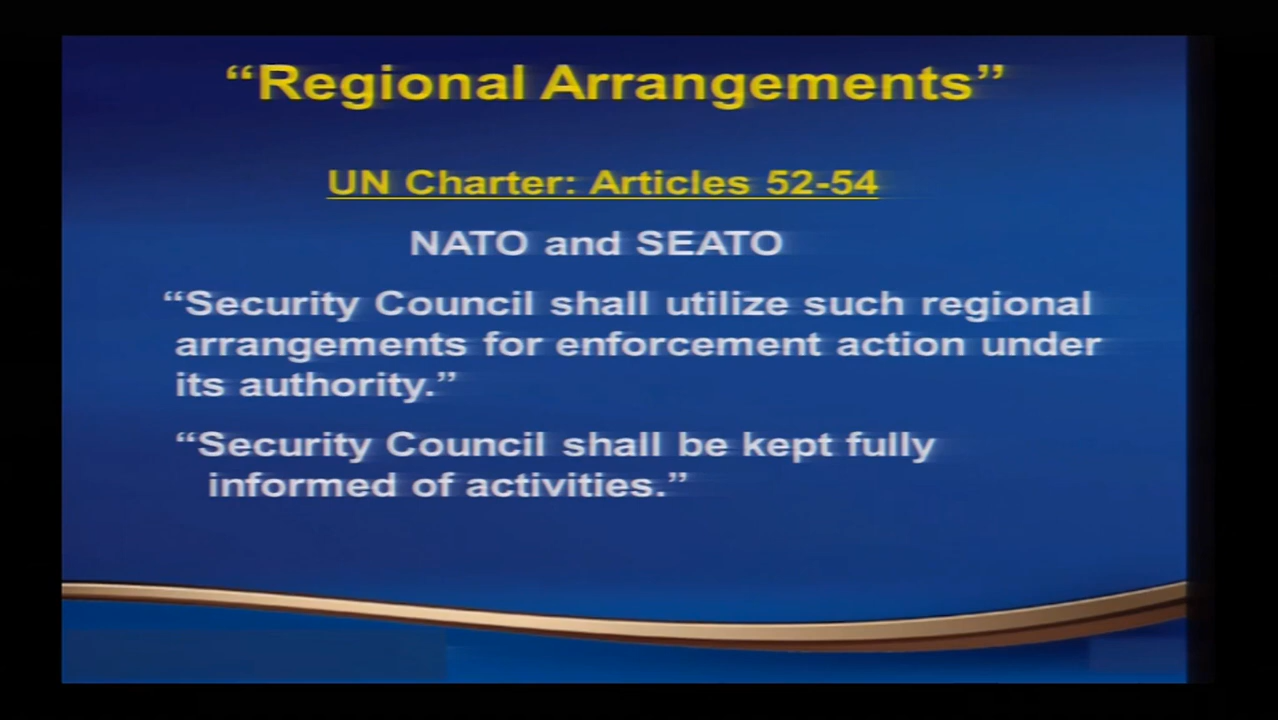 “Regional Arrangements”
UN Charter: Articles 52-54
NATO and SEATO
“Security Council shall utilize such regional
arrangements for enforcement action under
its authority.”
“Security Council shall be kept fully
informed of activities.”